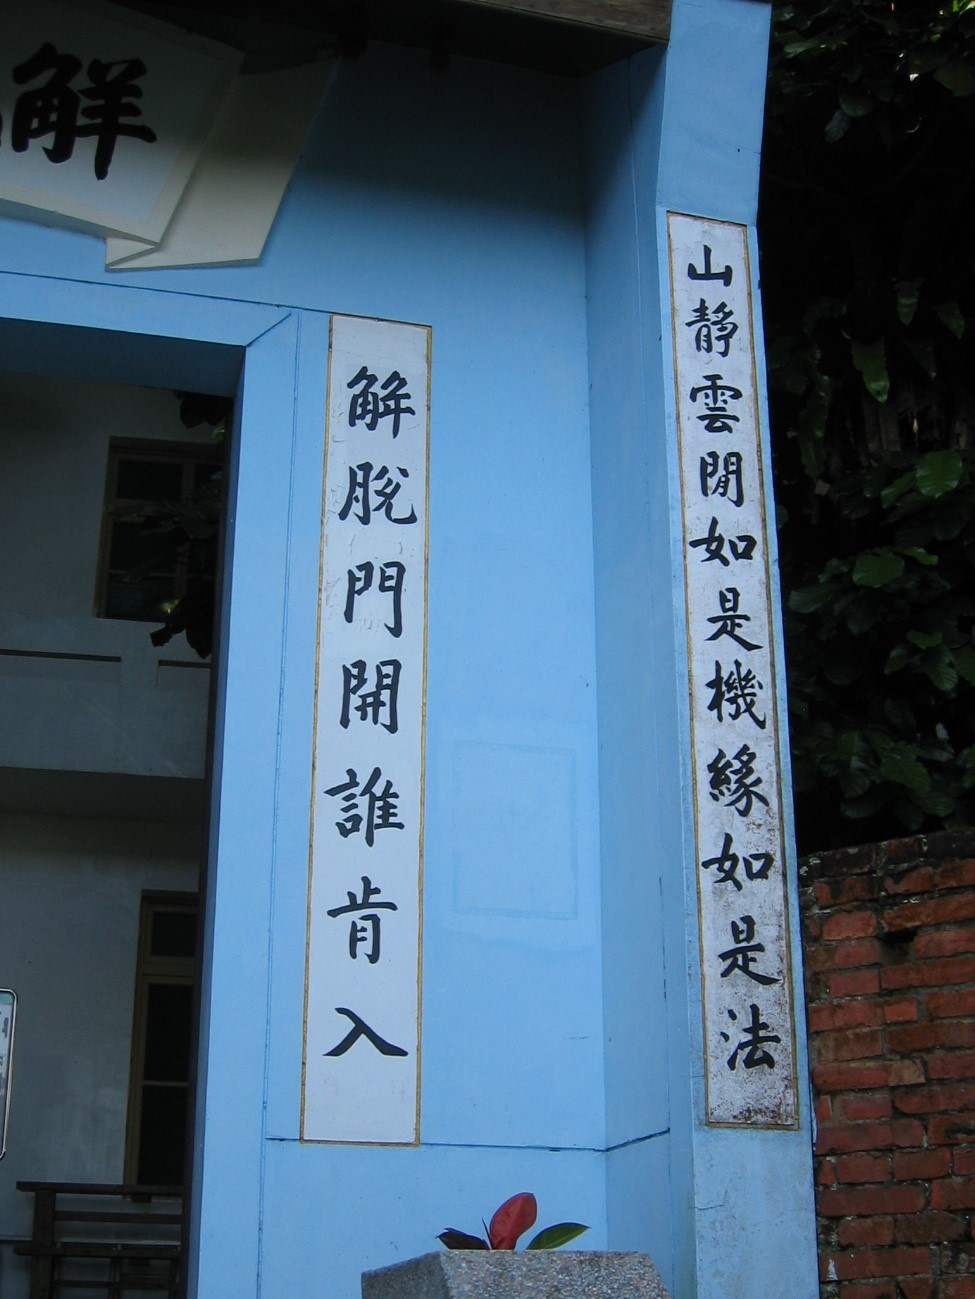 山靜雲閒如是機緣如是法
解脫門開誰肯入
解